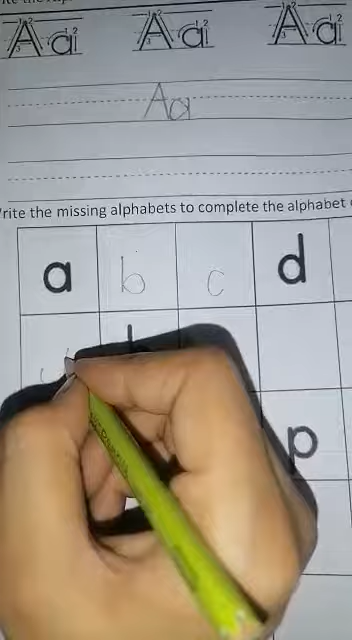 Aa Aa Aa
Aa
rite the missing alphabets to complete the alphabet
a b c d
p